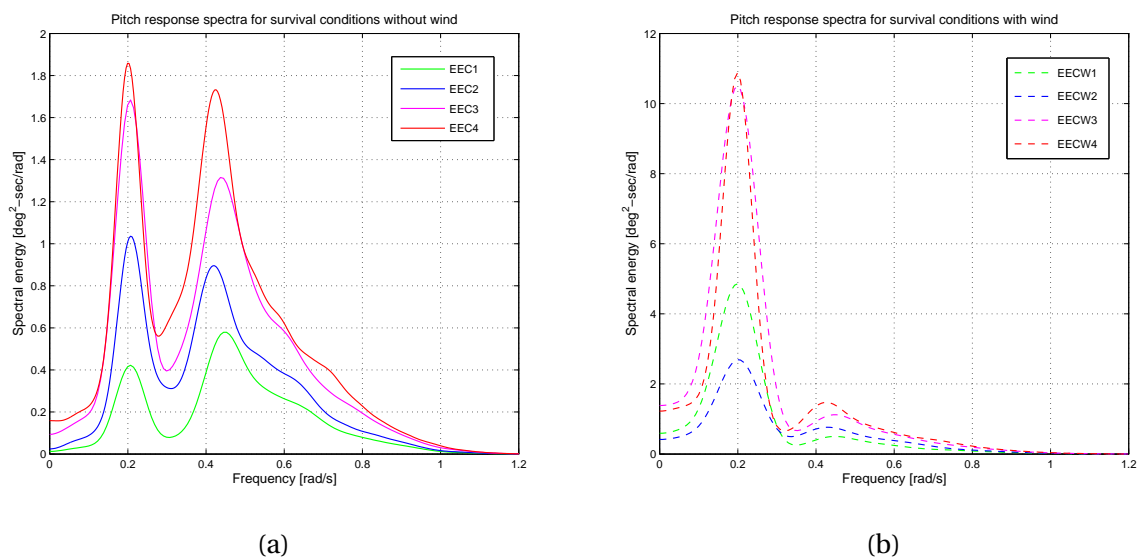 Pitch response spectra for survival conditions without wind
2
1.8
1.6
1.4
1.2
1
0.8
0.6
0.4
0.2
0
Spectral energy [deg²−sec/rad]
EEC1
EEC2
EEC3
EEC4
0 0.2 0.4 0.6 0.8 1 1.2
Frequency [rad/s]
(a)
Pitch response spectra for survival conditions with wind
12
10
8
6
4
2
0
Spectral energy [deg²−sec/rad]
EECW1
EECW2
EECW3
EECW4
0 0.2 0.4 0.6 0.8 1 1.2
Frequency [rad/s]
(b)